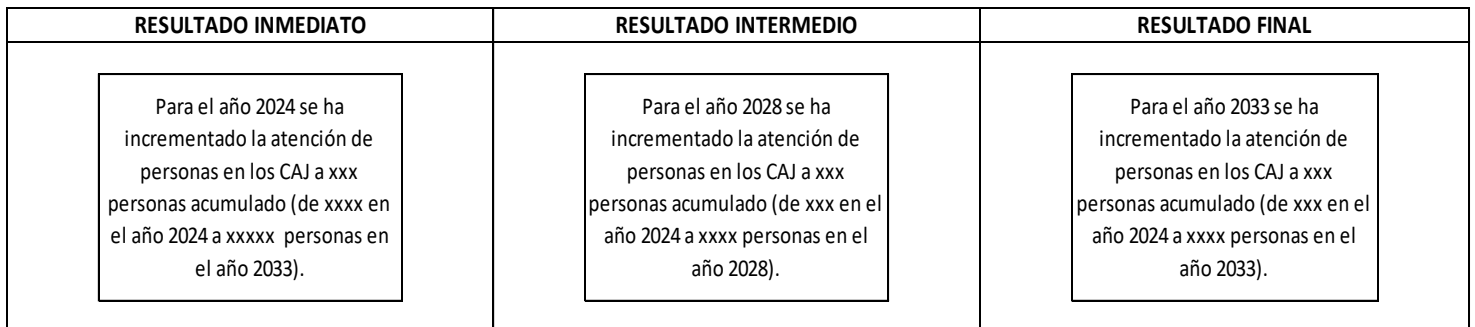 RESULTADO INMEDIATO
RESULTADO INTERMEDIO
RESULTADO FINAL
Para el año 2024 se ha
incrementado la atención de
personas en los CAJ a xxx
personas acumulado (de xxxx en
el año 2024 a xxxxx personas en
el año 2033).
Para el año 2028 se ha
incrementado la atención de
personas en los CAJ a xxx
personas acumulado (de xxx en el
año 2024 a xxxx personas en el
año 2028).
Para el año 2033 se ha
incrementado la atención de
personas en los CAJ a xxx
personas acumulado (de xxx en el
año 2024 a xxxx personas en el
año 2033).